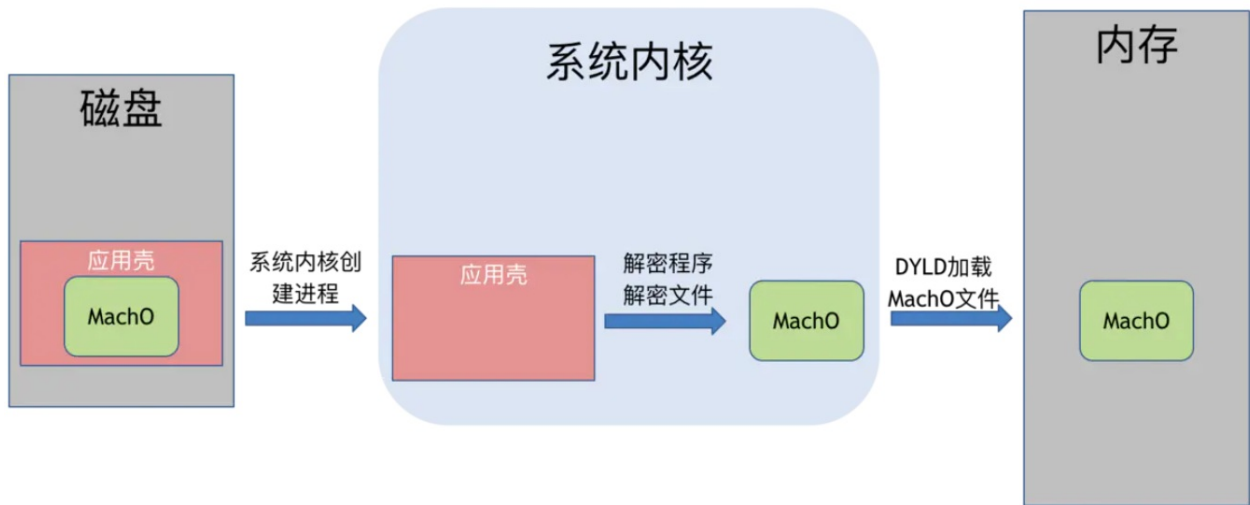 磁盘
应用壳
MachO
系统内核创
建进程
系统内核
应用壳
解密程序
解密文件
MachO
DYLD加载
MachO文件
内存
MachO